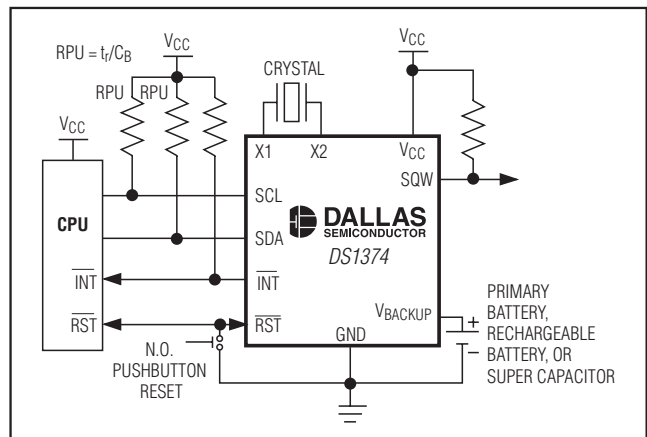 RPU = tr/CB
VCC
CRYSTAL
VCC
RPU
RPU
VCC
X1
X2
VCC
SQW
CPU
SCL
SDA
INT
RST
DALLAS
SEMICONDUCTOR
DS1374
INT
RST
GND
VBACKUP
+
−
N.O.
PUSHBUTTON
RESET
PRIMARY
BATTERY,
RECHARGEABLE
BATTERY, OR
SUPER CAPACITOR